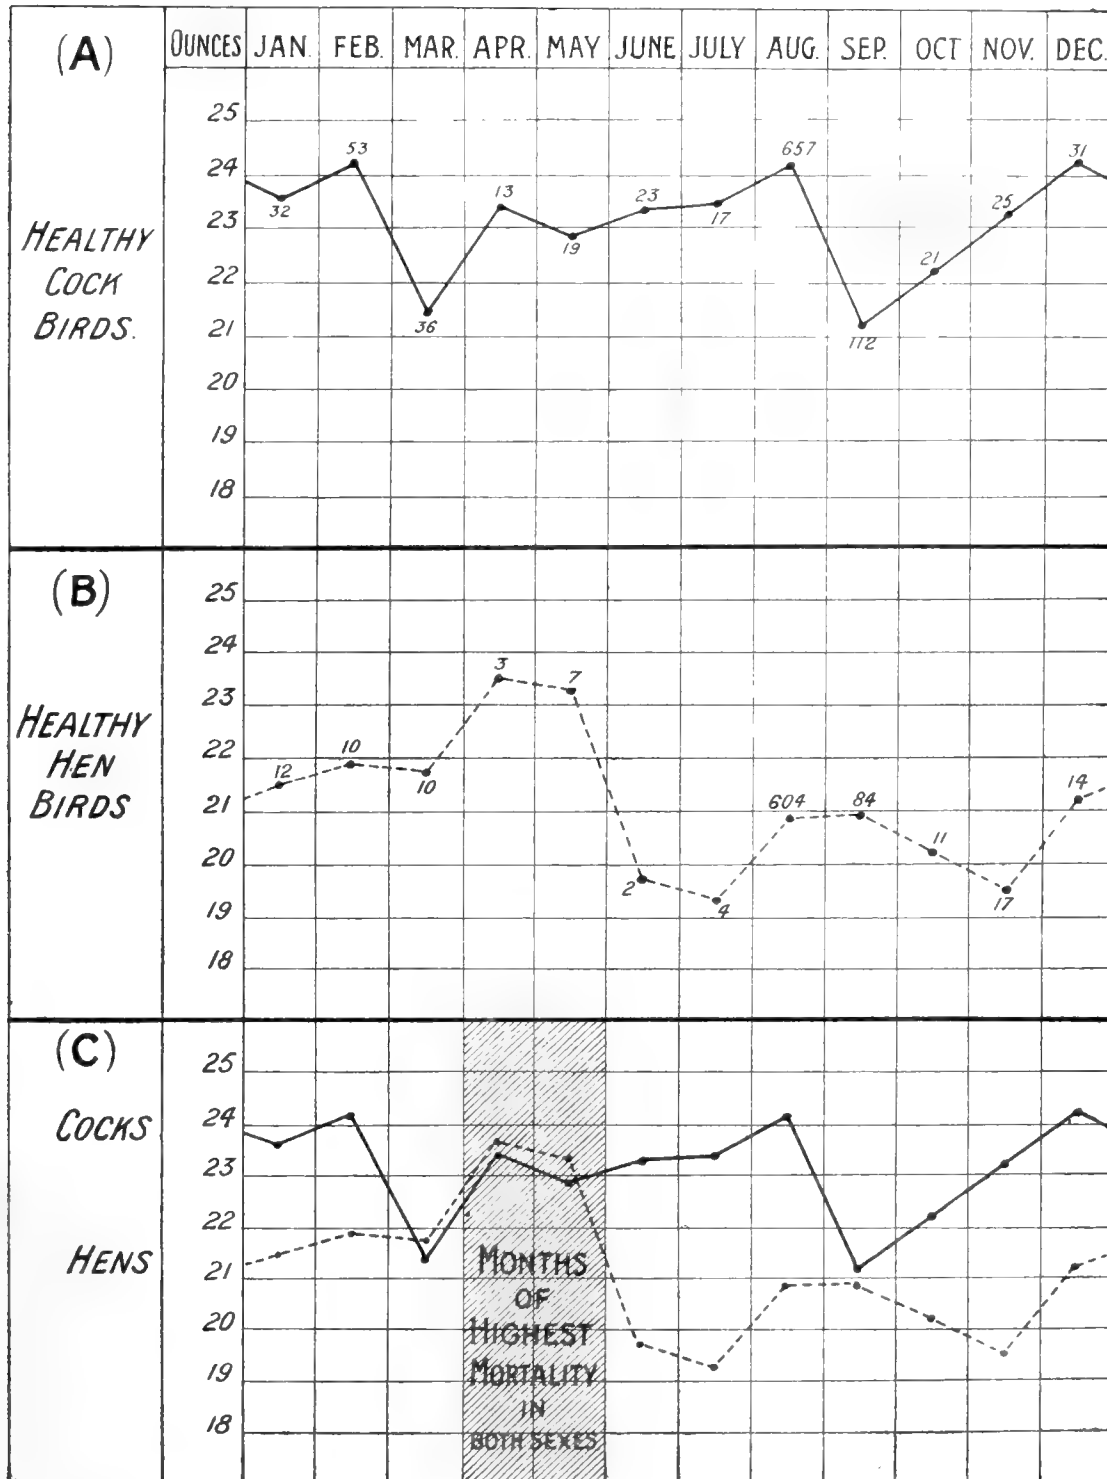 (A)
OUNCES JAN. FEB. MAR. APR. MAY JUNE JULY AUG. SEP. OCT NOV. DEC.
HEALTHY
COCK
BIRDS.
25
24
23
22
21
20
19
18
32 53 36 13 19 23 17 657 112 21 25 31
(B)
HEALTHY
HEN
BIRDS
25
24
23
22
21
20
19
18
12 10 10 3 7 2 4 604 84 11 17 14
(C)
COCKS
HENS
25
24
23
22
21
20
19
18
MONTHS
OF
HIGHEST
MORTALITY
IN
BOTH SEXES